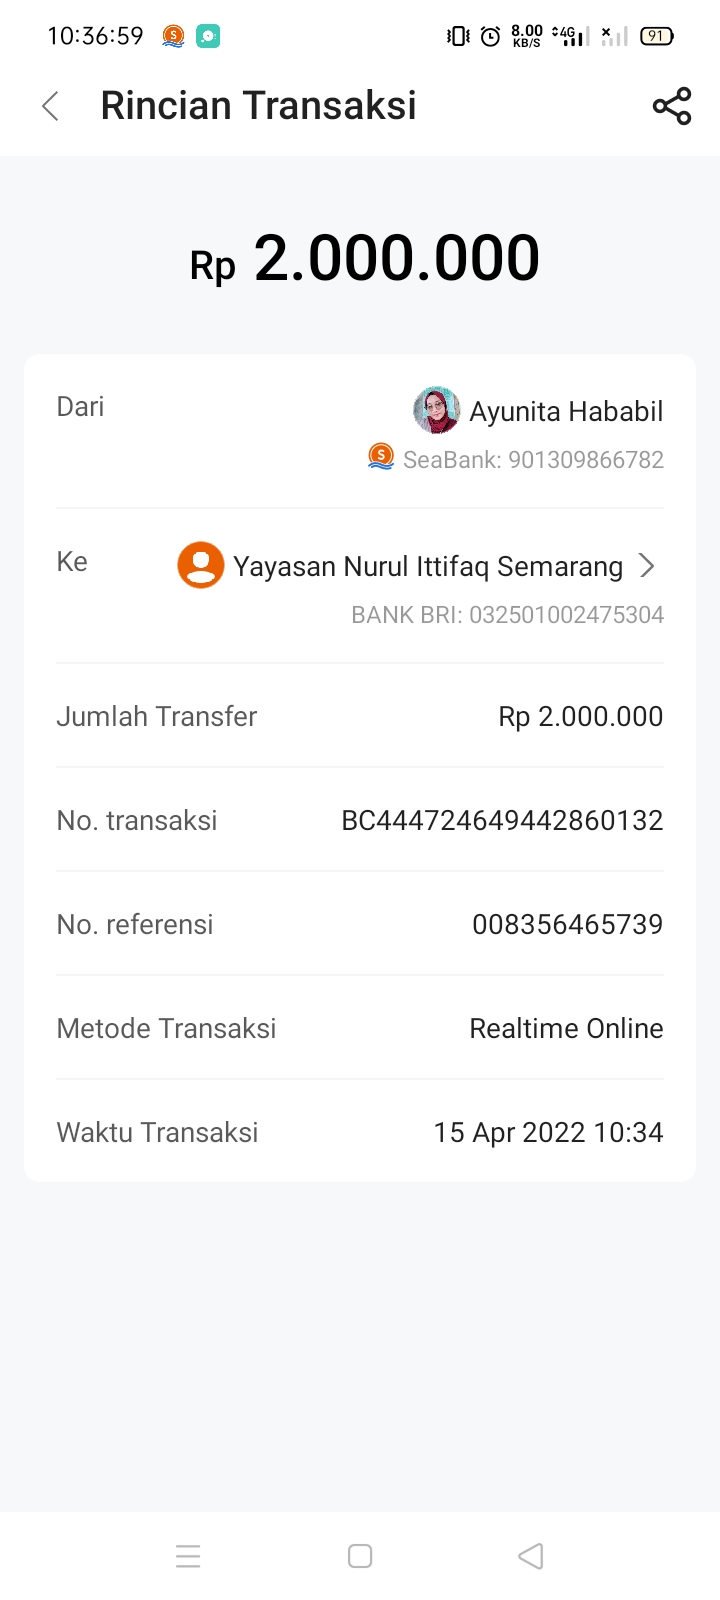 10:36:59 8.00 KB/S 4G 91
Rincian Transaksi
Rp 2.000.000
Dari Ayunita Hababil
SeaBank: 901309866782
Ke Yayasan Nurul Ittifaq Semarang
BANK BRI: 032501002475304
Jumlah Transfer Rp 2.000.000
No. transaksi BC444724649442860132
No. referensi 008356465739
Metode Transaksi Realtime Online
Waktu Transaksi 15 Apr 2022 10:34